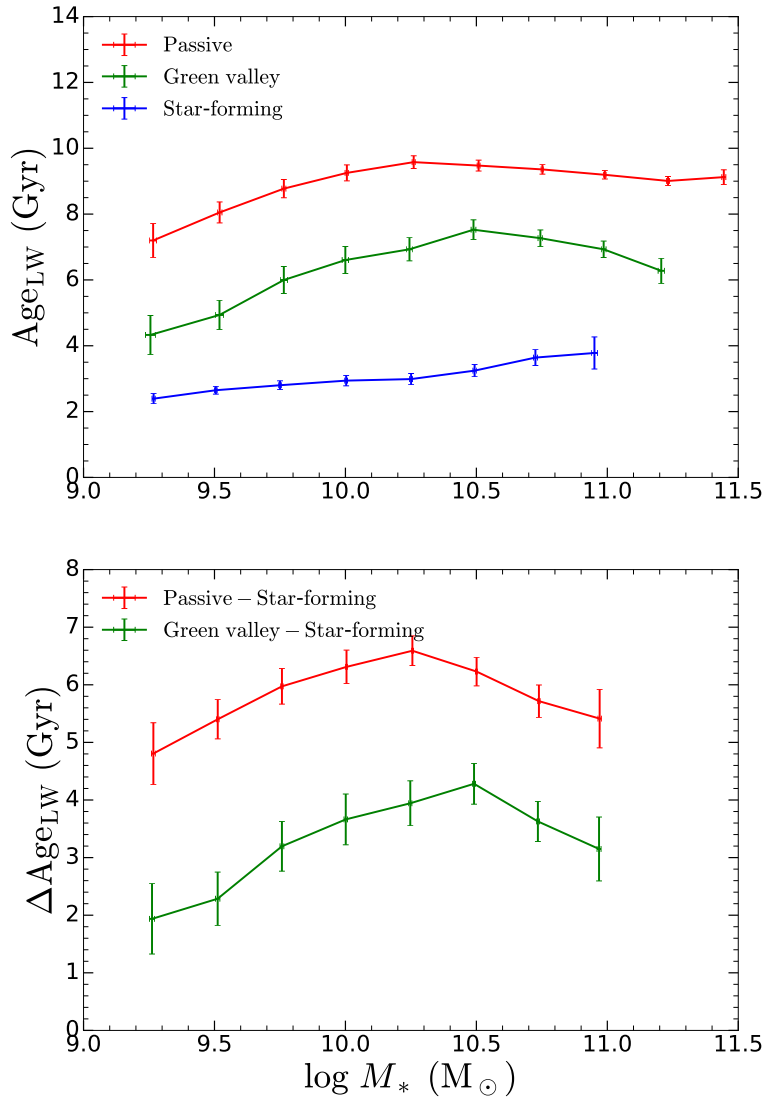 14
12
10
8
6
4
2
0
Age_LW (Gyr)
Passive
Green valley
Star-forming
9.0 9.5 10.0 10.5 11.0 11.5
8
7
6
5
4
3
2
1
0
ΔAge_LW (Gyr)
Passive − Star-forming
Green valley − Star-forming
9.0 9.5 10.0 10.5 11.0 11.5
log M_* (M_⊙)